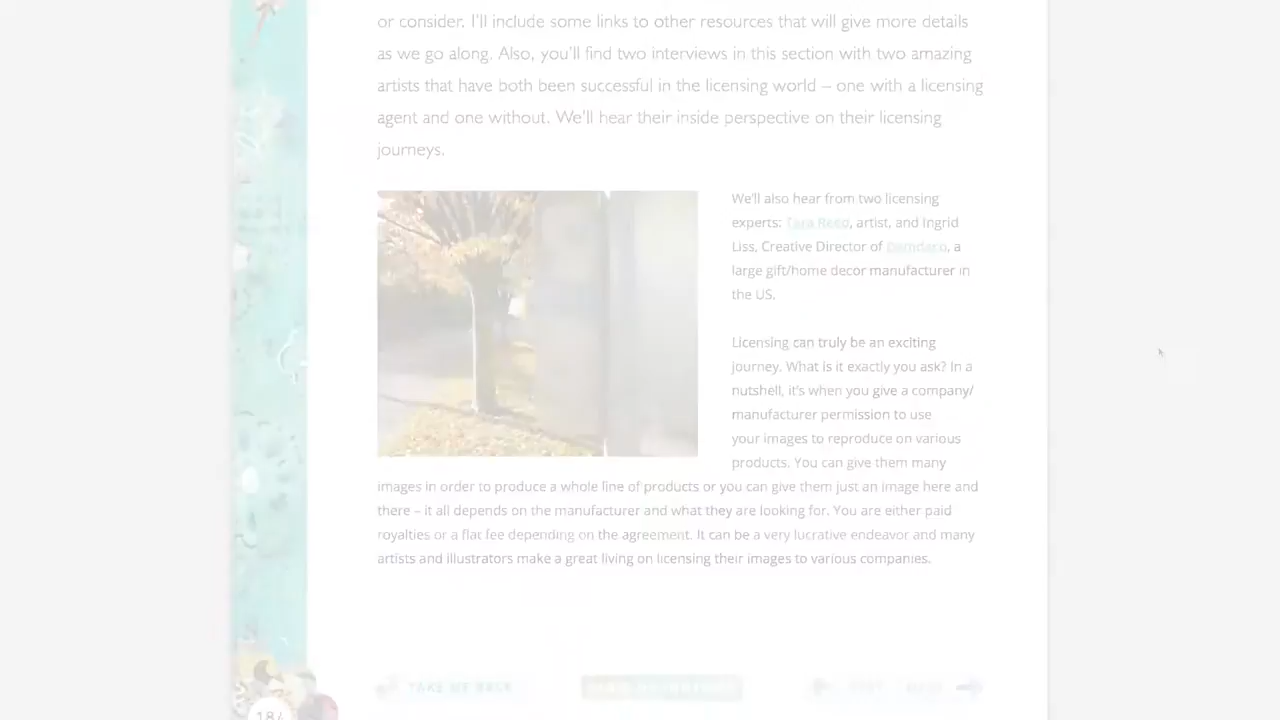 or consider. I'll include some links to other resources that will give more details
as we go along. Also, you'll find two interviews in this section with two amazing
artists that have both been successful in the licensing world – one with a licensing
agent and one without. We'll hear their inside perspective on their licensing
journeys.
We'll also hear from two licensing
experts: Tara Reed, artist, and Ingrid
Liss, Creative Director of Demdaco, a
large gift/home decor manufacturer in
the US.
Licensing can truly be an exciting
journey. What is it exactly you ask? In a
nutshell, it's when you give a company/
manufacturer permission to use
your images to reproduce on various
products. You can give them many
images in order to produce a whole line of products or you can give them just an image here and
there – it all depends on the manufacturer and what they are looking for. You are either paid
royalties or a flat fee depending on the agreement. It can be a very lucrative endeavor and many
artists and illustrators make a great living on licensing their images to various companies.
TAKE ME BACK
184